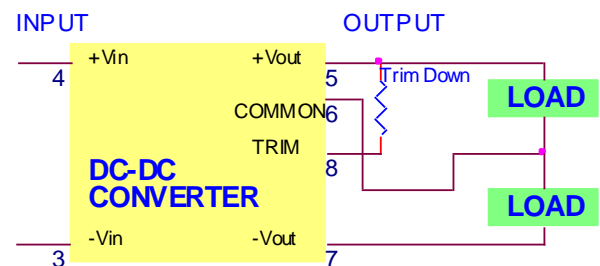 INPUT
OUTPUT
+Vin
+Vout
4
5
Trim Down
LOAD
COMMON
6
TRIM
8
DC-DC
CONVERTER
LOAD
-Vin
-Vout
3
7